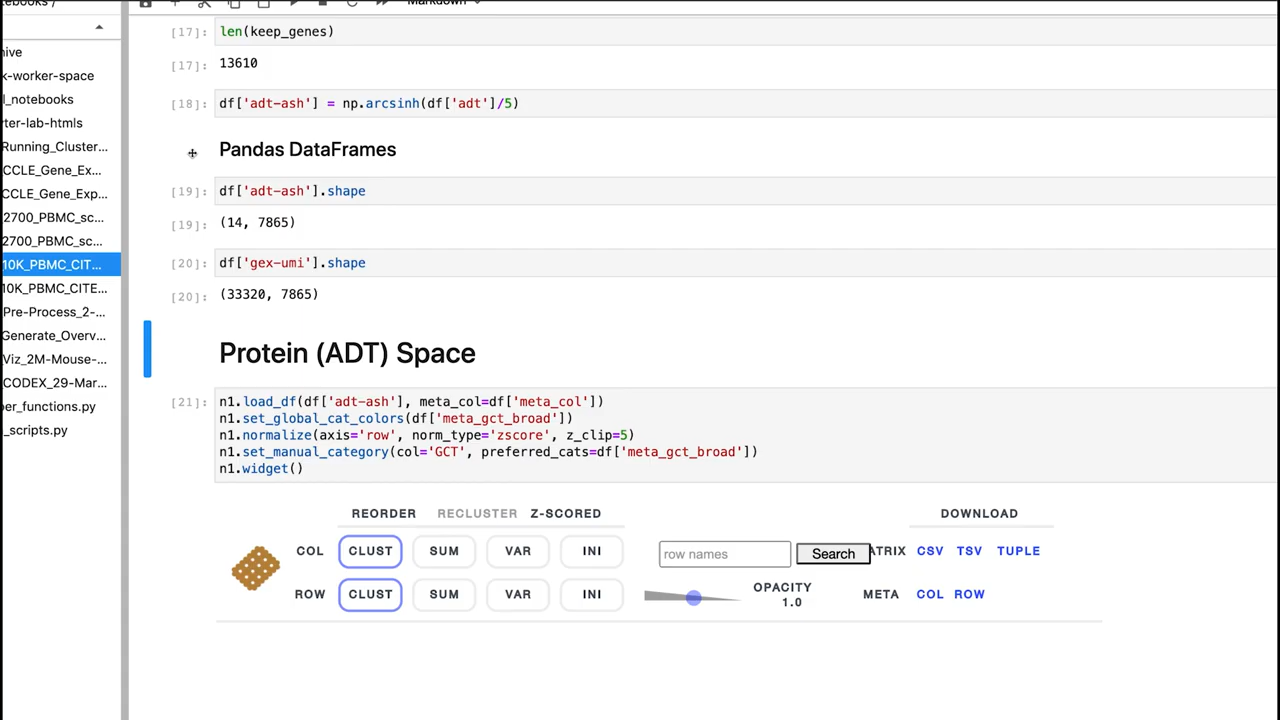 ebooks /
Markdown
hive
k-worker-space
l_notebooks
ter-lab-htmls
Running_Cluster...
CCLE_Gene_Ex...
CCLE_Gene_Exp...
2700_PBMC_sc...
2700_PBMC_sc...
10K_PBMC_CIT...
10K_PBMC_CITE...
Pre-Process_2-...
Generate_Overv...
Viz_2M-Mouse-...
CODEX_29-Mar...
er_functions.py
_scripts.py
[17]: len(keep_genes)
[17]: 13610
[18]: df['adt-ash'] = np.arcsinh(df['adt']/5)
Pandas DataFrames
[19]: df['adt-ash'].shape
[19]: (14, 7865)
[20]: df['gex-umi'].shape
[20]: (33320, 7865)
Protein (ADT) Space
[21]: n1.load_df(df['adt-ash'], meta_col=df['meta_col'])
n1.set_global_cat_colors(df['meta_gct_broad'])
n1.normalize(axis='row', norm_type='zscore', z_clip=5)
n1.set_manual_category(col='GCT', preferred_cats=df['meta_gct_broad'])
n1.widget()
REORDER RECLUSTER Z-SCORED DOWNLOAD
COL CLUST SUM VAR INI row names Search ATRIX CSV TSV TUPLE
ROW CLUST SUM VAR INI OPACITY 1.0 META COL ROW